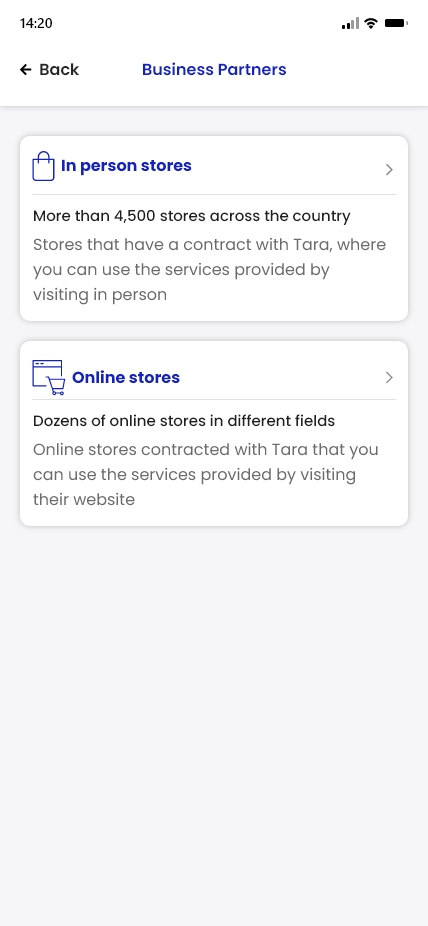 14:20
Back
Business Partners
In person stores
More than 4,500 stores across the country
Stores that have a contract with Tara, where
you can use the services provided by
visiting in person
Online stores
Dozens of online stores in different fields
Online stores contracted with Tara that you
can use the services provided by visiting
their website